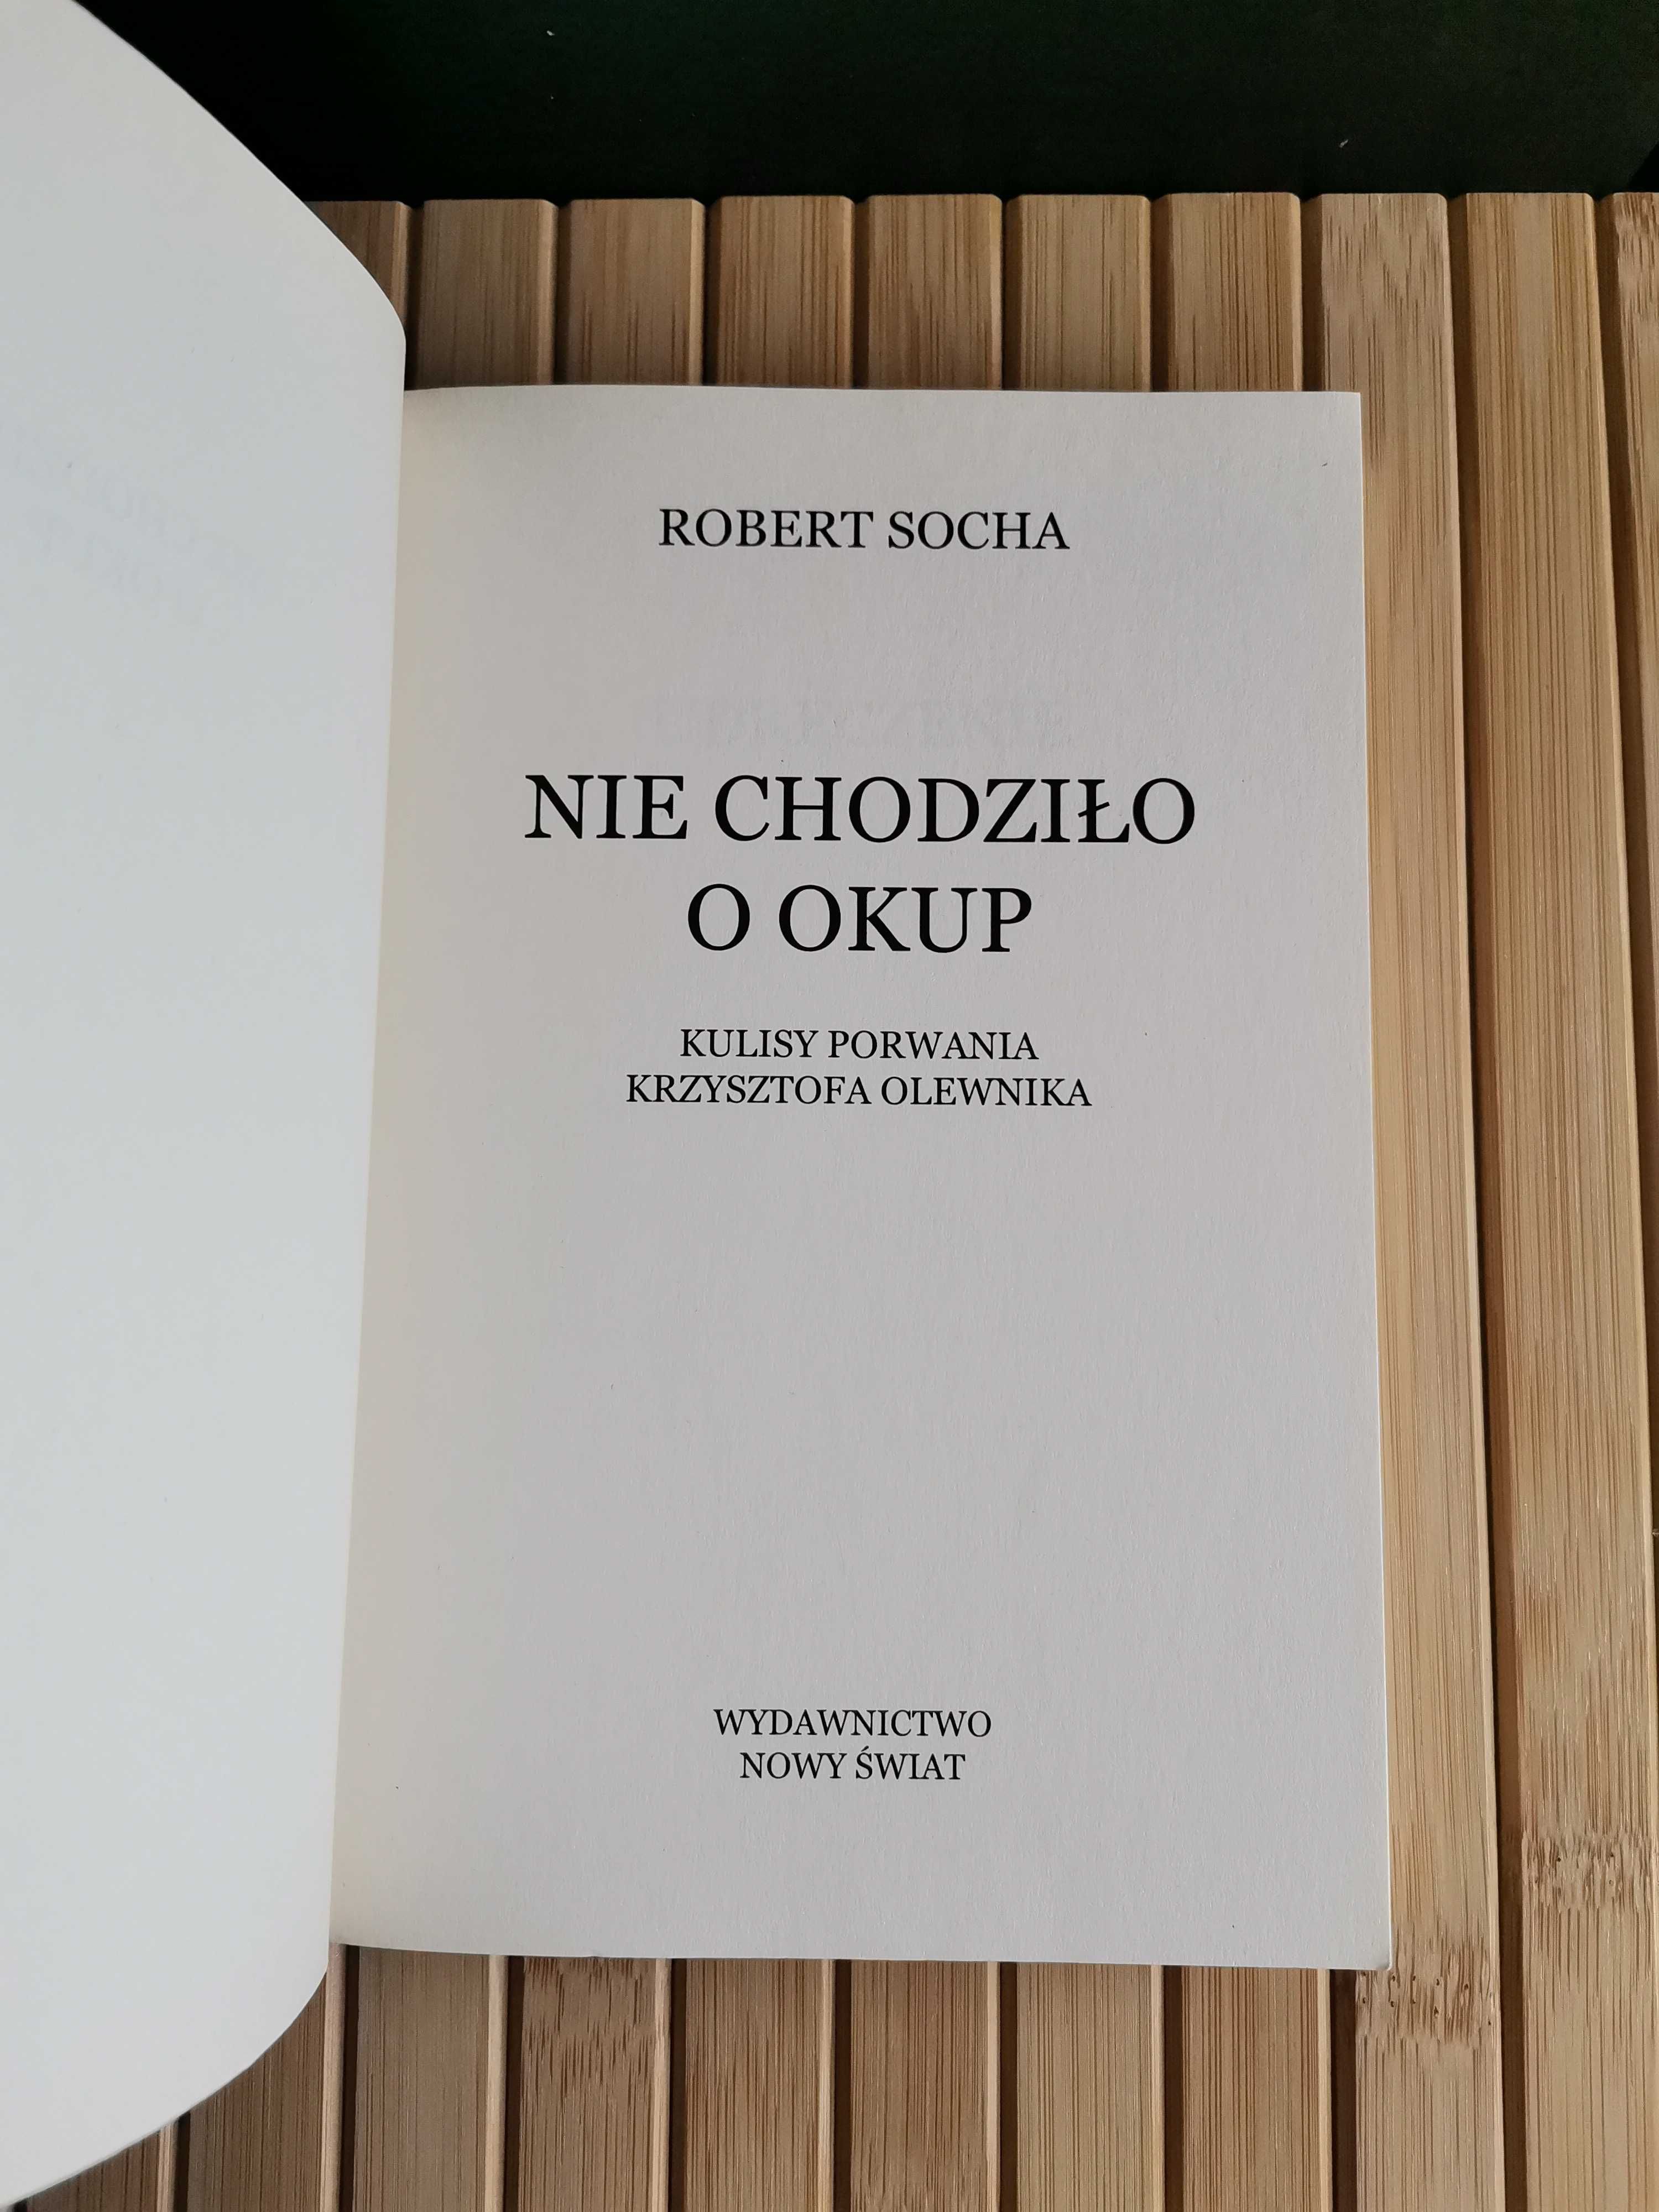 ROBERT SOCHA
NIE CHODZIŁO
O OKUP
KULISY PORWANIA
KRZYSZTOFA OLEWNIKA
WYDAWNICTWO
NOWY ŚWIAT